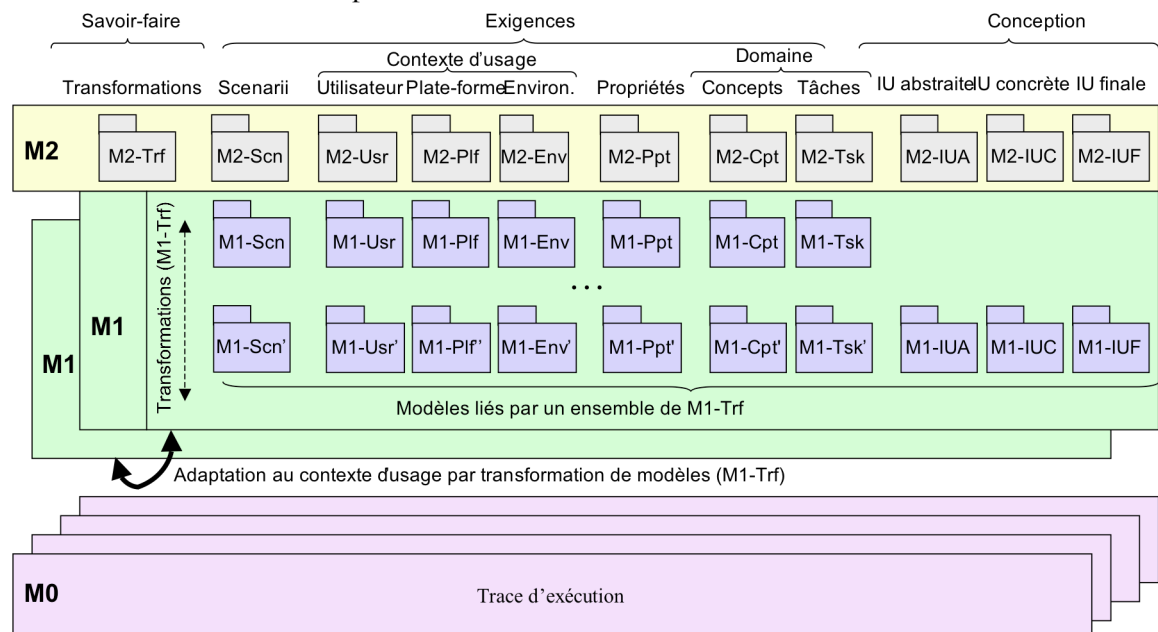 Savoir-faire Exigences Conception
Contexte d'usage Domaine
Transformations Scenarii Utilisateur Plate-forme Environ. Propriétés Concepts Tâches IU abstraite IU concrète IU finale
M2 M2-Trf M2-Scn M2-Usr M2-Plf M2-Env M2-Ppt M2-Cpt M2-Tsk M2-IUA M2-IUC M2-IUF
M1-Scn M1-Usr M1-Plf M1-Env M1-Ppt M1-Cpt M1-Tsk
Transformations (M1-Trf)
...
M1
M1
M1-Scn' M1-Usr' M1-Plf'' M1-Env' M1-Ppt' M1-Cpt' M1-Tsk' M1-IUA M1-IUC M1-IUF
Modèles liés par un ensemble de M1-Trf
Adaptation au contexte d'usage par transformation de modèles (M1-Trf)
M0 Trace d'exécution